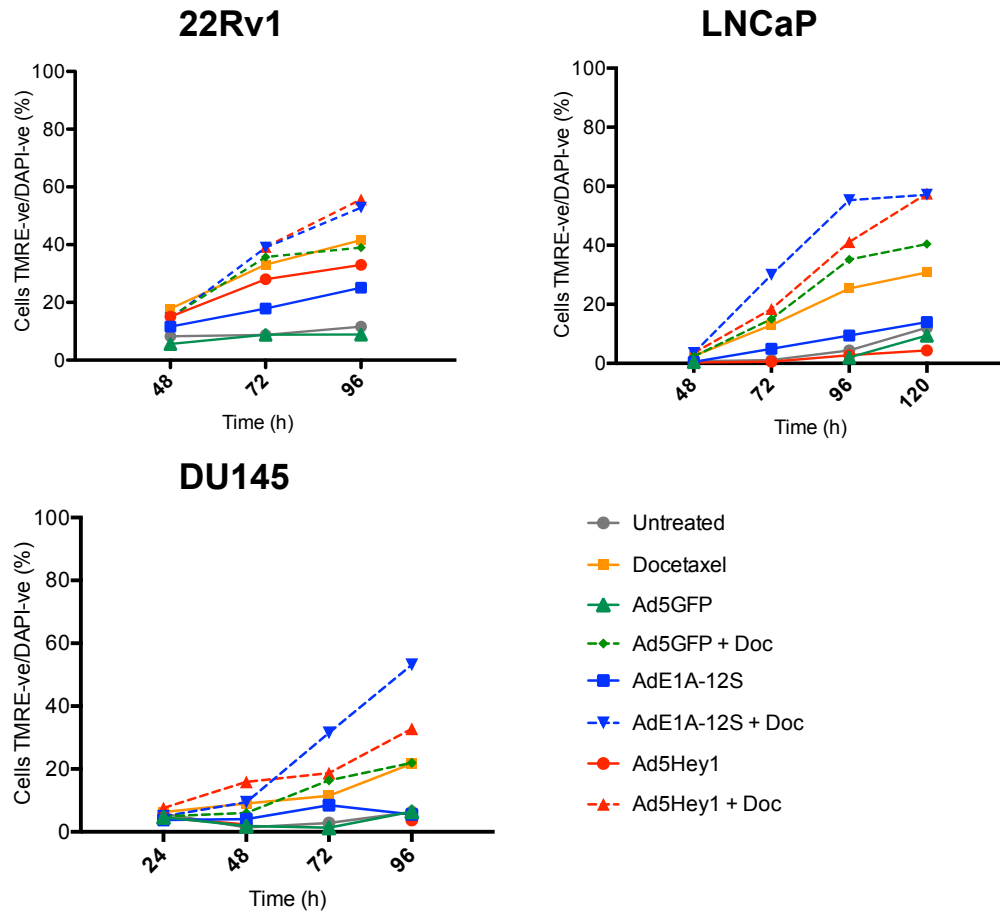 22Rv1
Cells TMRE-ve/DAPI-ve (%)
100
80
60
40
20
0
48
72
96
Time (h)
LNCaP
Cells TMRE-ve/DAPI-ve (%)
100
80
60
40
20
0
48
72
96
120
Time (h)
DU145
Cells TMRE-ve/DAPI-ve (%)
100
80
60
40
20
0
24
48
72
96
Time (h)
Untreated
Docetaxel
Ad5GFP
Ad5GFP + Doc
AdE1A-12S
AdE1A-12S + Doc
Ad5Hey1
Ad5Hey1 + Doc